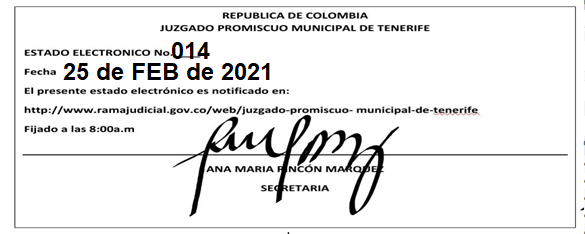 REPUBLICA DE COLOMBIA
JUZGADO PROMISCUO MUNICIPAL DE TENERIFE
ESTADO ELECTRONICO No. 014
Fecha 25 de FEB de 2021
El presente estado electrónico es notificado en:
http://www.ramajudicial.gov.co/web/juzgado-promiscuo- municipal-de-tenerife
Fijado a las 8:00a.m
ANA MARIA RINCÓN MARQUEZ
SECRETARIA